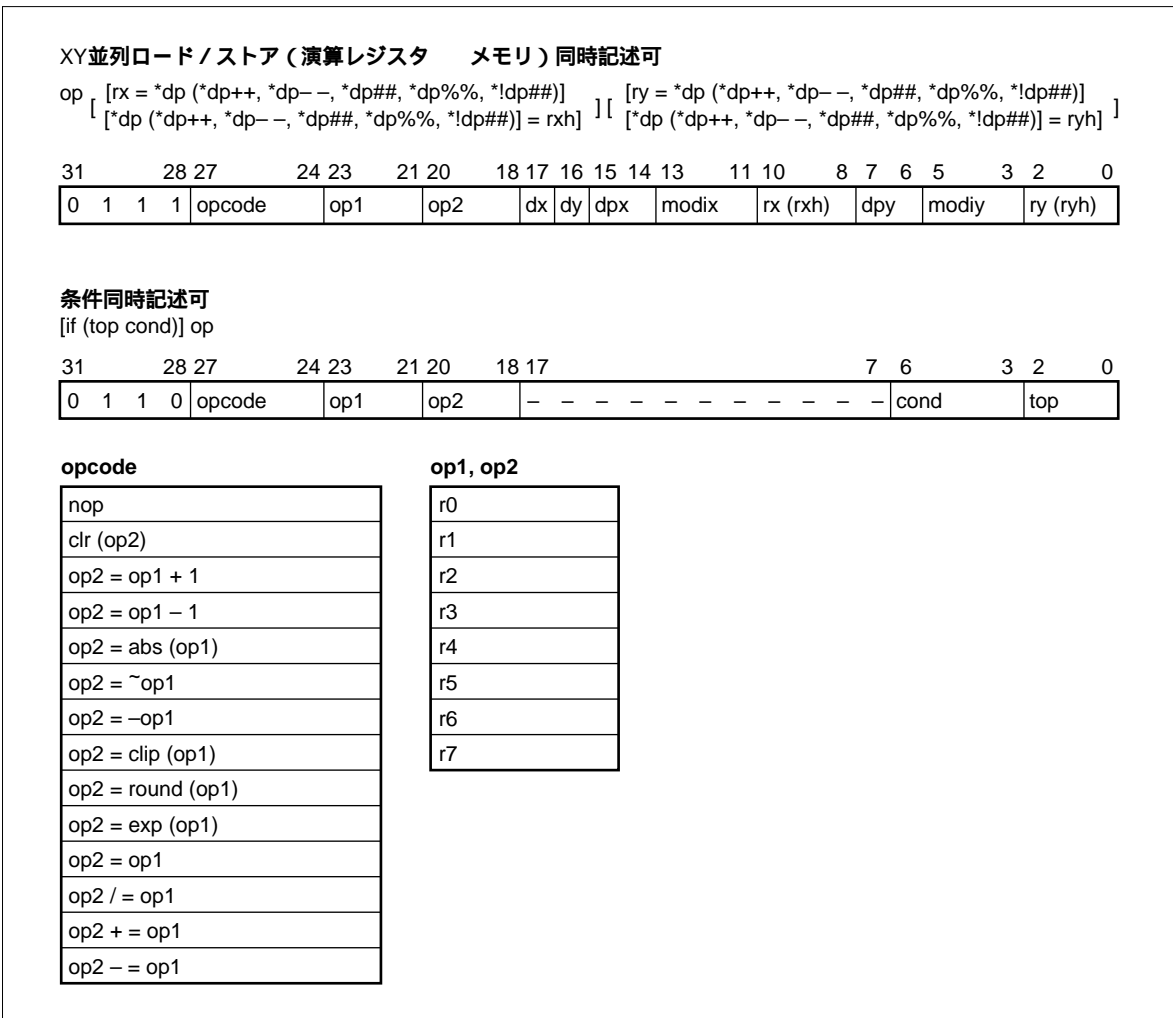 XY並列ロード / ストア ( 演算レジスタ　　メモリ ) 同時記述可
op [ [rx = *dp (*dp++, *dp– –, *dp##, *dp%%, *!dp##)] ] [ [ry = *dp (*dp++, *dp– –, *dp##, *dp%%, *!dp##)] ]
[*dp (*dp++, *dp– –, *dp##, *dp%%, *!dp##)] = rxh] [*dp (*dp++, *dp– –, *dp##, *dp%%, *!dp##)] = ryh]
31 28 27 24 23 21 20 18 17 16 15 14 13 11 10 8 7 6 5 3 2 0
0 1 1 1 opcode op1 op2 dx dy dpx modix rx (rxh) dpy modiy ry (ryh)
条件同時記述可
[if (top cond)] op
31 28 27 24 23 21 20 18 17 7 6 3 2 0
0 1 1 0 opcode op1 op2 – – – – – – – – – – – cond top
opcode
nop
clr (op2)
op2 = op1 + 1
op2 = op1 – 1
op2 = abs (op1)
op2 = ~op1
op2 = –op1
op2 = clip (op1)
op2 = round (op1)
op2 = exp (op1)
op2 = op1
op2 / = op1
op2 + = op1
op2 – = op1
op1, op2
r0
r1
r2
r3
r4
r5
r6
r7